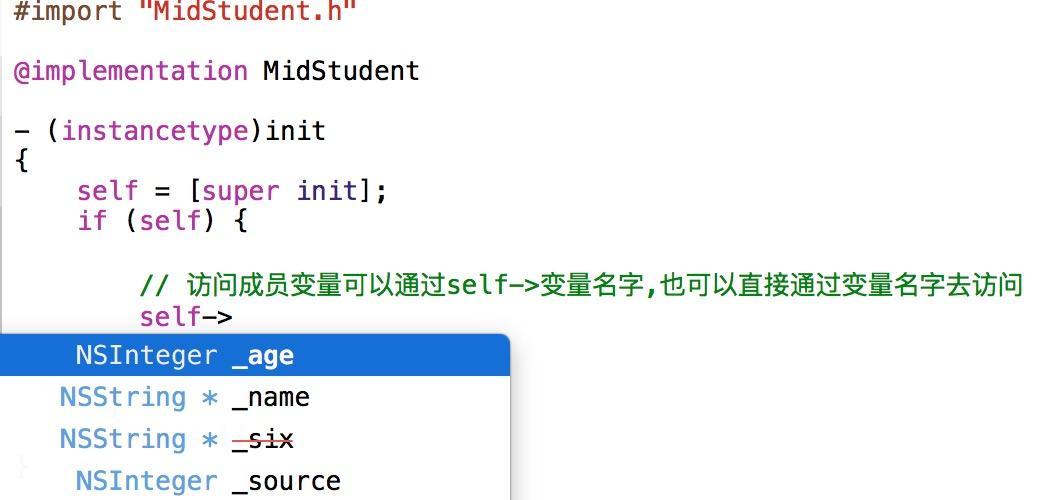 #import "MidStudent.h"
@implementation MidStudent
- (instancetype)init
{
self = [super init];
if (self) {
// 访问成员变量可以通过self->变量名字,也可以直接通过变量名字去访问
self->
NSInteger _age
NSString * _name
NSString * _six
NSInteger _source
}